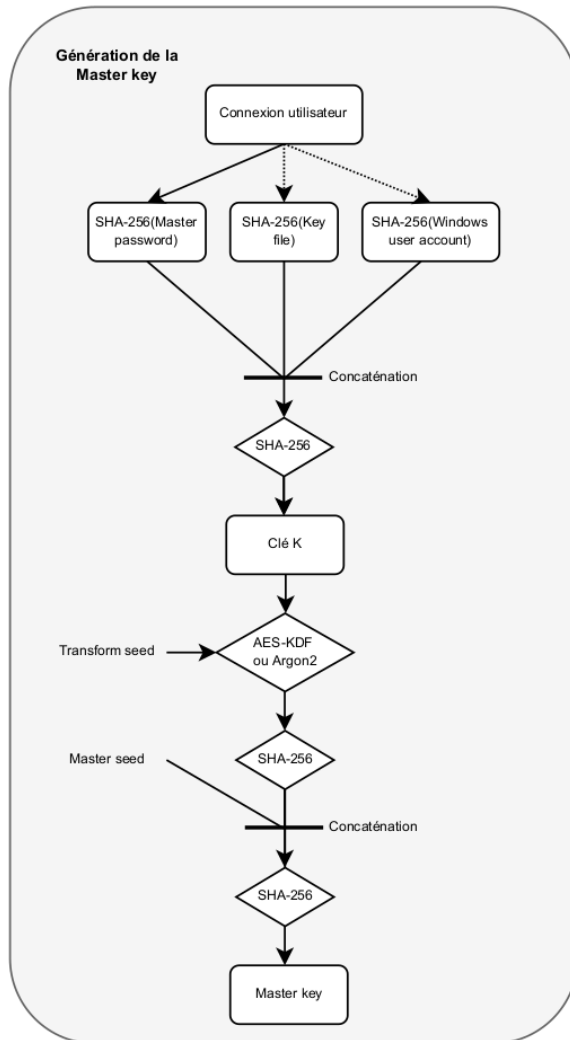 Génération de la
Master key
Connexion utilisateur
SHA-256(Master
password)
SHA-256(Key
file)
SHA-256(Windows
user account)
Concaténation
SHA-256
Clé K
Transform seed
AES-KDF
ou Argon2
Master seed
SHA-256
Concaténation
SHA-256
Master key